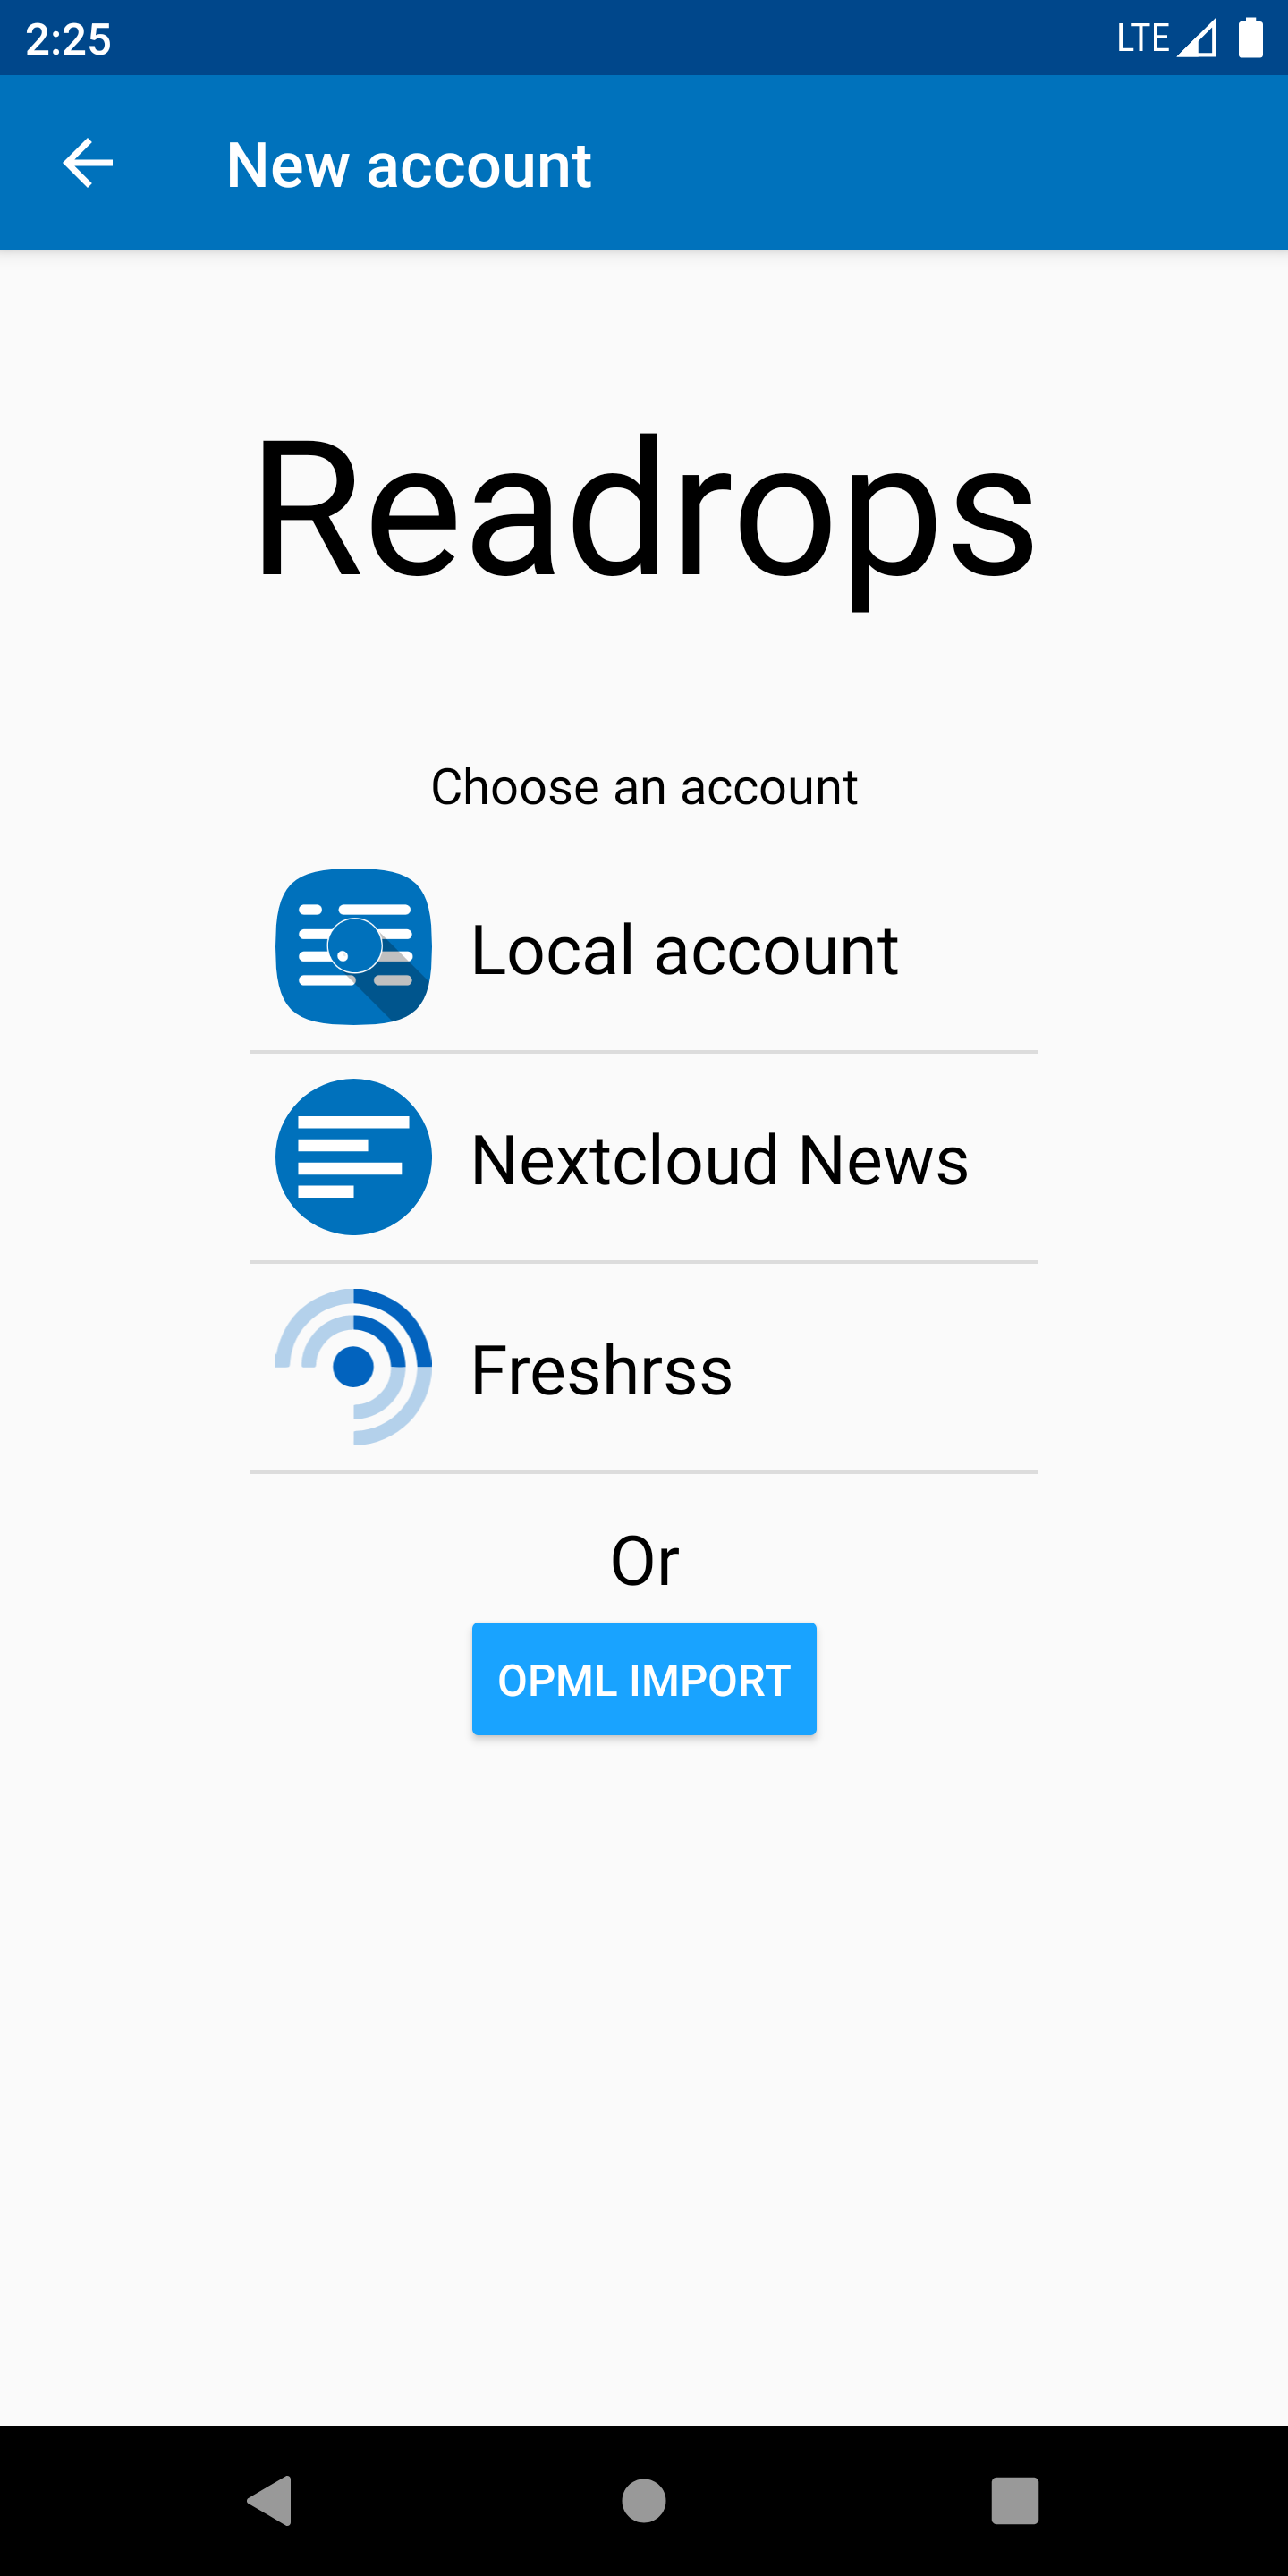 2:25
LTE
New account
Readrops
Choose an account
Local account
Nextcloud News
Freshrss
Or
OPML IMPORT